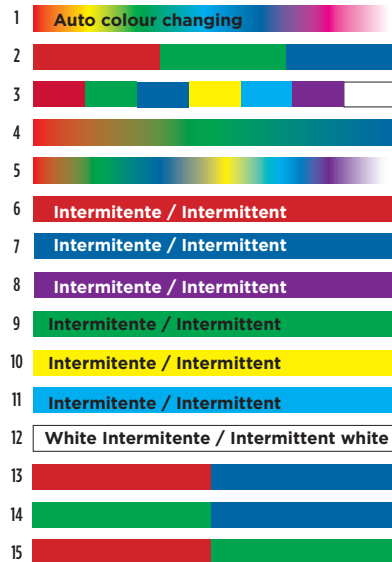 1 Auto colour changing
2
3
4
5
6 Intermitente / Intermittent
7 Intermitente / Intermittent
8 Intermitente / Intermittent
9 Intermitente / Intermittent
10 Intermitente / Intermittent
11 Intermitente / Intermittent
12 White Intermitente / Intermittent white
13
14
15